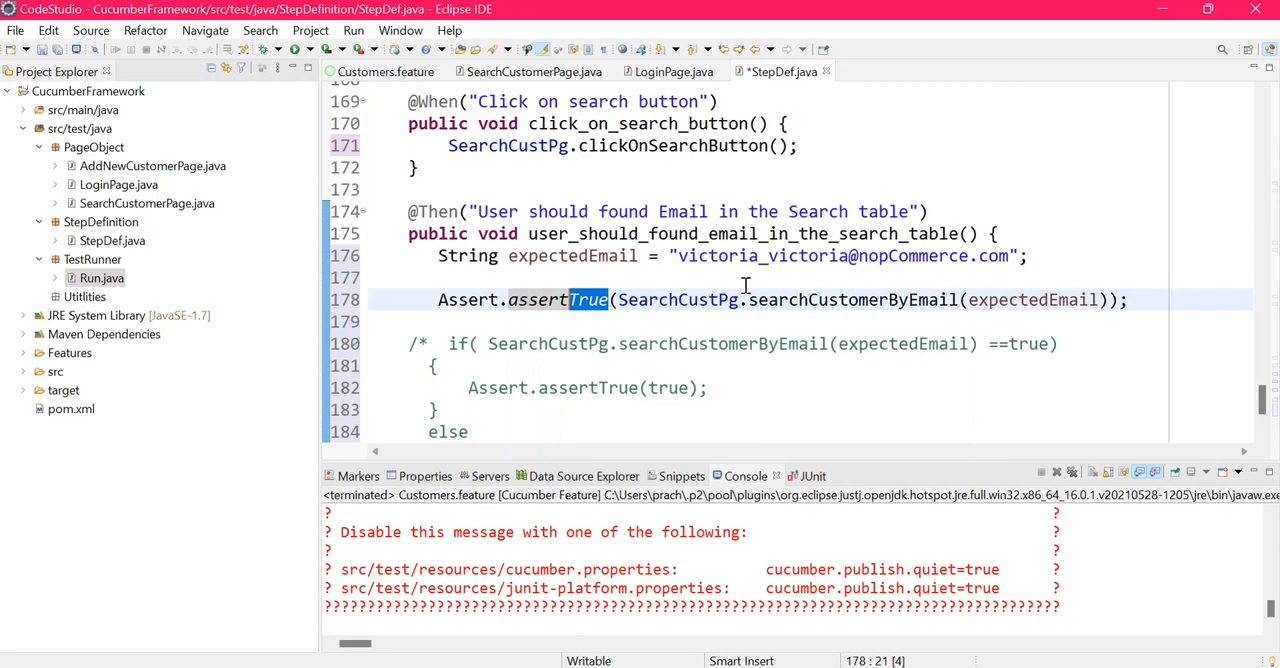 CodeStudio - CucumberFramework/src/test/java/StepDefinition/StepDef.java - Eclipse IDE
File Edit Source Refactor Navigate Search Project Run Window Help
Project Explorer
CucumberFramework
src/main/java
src/test/java
PageObject
AddNewCustomerPage.java
LoginPage.java
SearchCustomerPage.java
StepDefinition
StepDef.java
TestRunner
Run.java
Utitlities
JRE System Library [JavaSE-1.7]
Maven Dependencies
Features
src
target
pom.xml
Customers.feature SearchCustomerPage.java LoginPage.java *StepDef.java
169 @When("Click on search button")
170 public void click_on_search_button() {
171 SearchCustPg.clickOnSearchButton();
172 }
173
174 @Then("User should found Email in the Search table")
175 public void user_should_found_email_in_the_search_table() {
176 String expectedEmail = "victoria_victoria@nopCommerce.com";
177
178 Assert.assertTrue(SearchCustPg.searchCustomerByEmail(expectedEmail));
179
180 /* if( SearchCustPg.searchCustomerByEmail(expectedEmail) ==true)
181 {
182 Assert.assertTrue(true);
183 }
184 else
Markers Properties Servers Data Source Explorer Snippets Console JUnit
<terminated> Customers.feature [Cucumber Feature] C:\Users\prach\.p2\pool\plugins\org.eclipse.justj.openjdk.hotspot.jre.full.win32.x86_64_16.0.1.v20210528-1205\jre\bin\javaw.exe
? ?
? Disable this message with one of the following: ?
? ?
? src/test/resources/cucumber.properties: cucumber.publish.quiet=true ?
? src/test/resources/junit-platform.properties: cucumber.publish.quiet=true ?
???????????????????????????????????????????????????????????????????????????
Writable Smart Insert 178 : 21 [4]